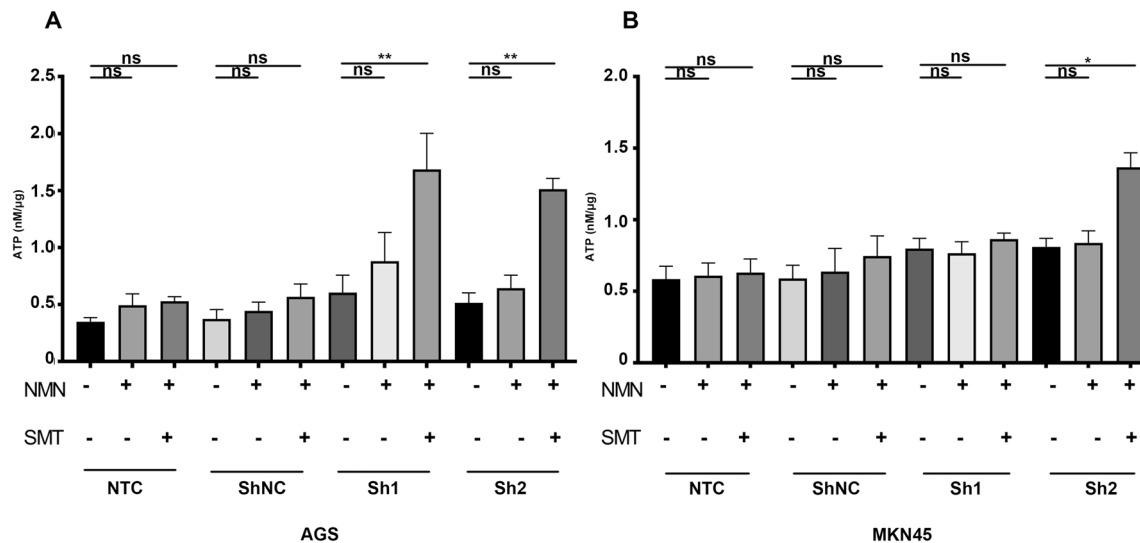 A
B
ns ns ** **
ns ns ns ns
ns ns ns *
ns ns ns ns
ATP (nM/µg)
2.5
2.0
1.5
1.0
0.5
0
ATP (nM/µg)
2.0
1.5
1.0
0.5
0
NMN - + + - + + - + + - + +
SMT - - + - - + - - + - - +
NTC ShNC Sh1 Sh2
AGS
NMN - + + - + + - + + - + +
SMT - - + - - + - - + - - +
NTC ShNC Sh1 Sh2
MKN45